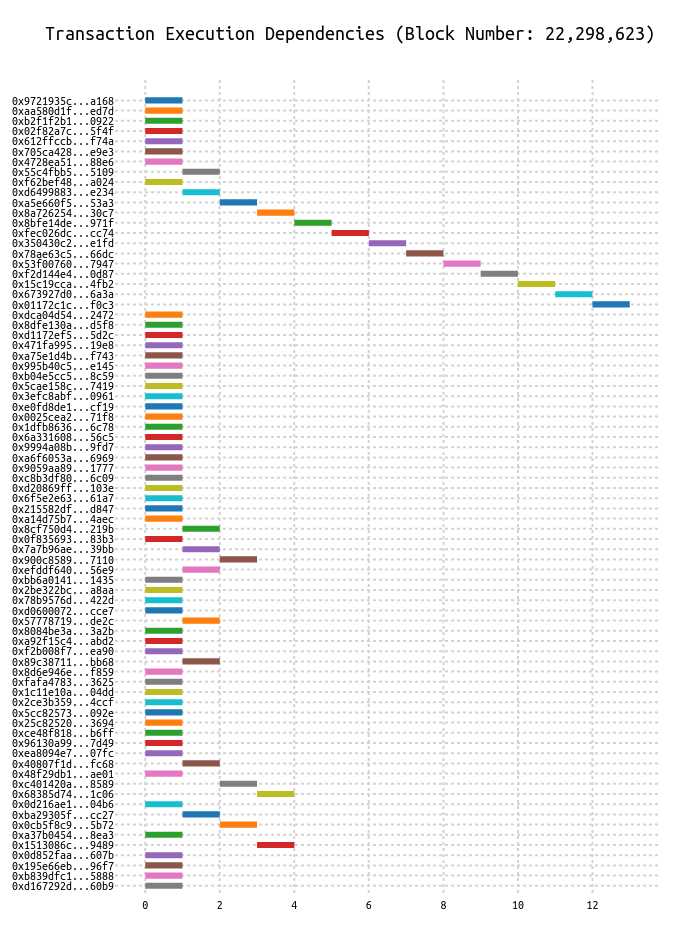 Transaction Execution Dependencies (Block Number: 22,298,623)
0x9721935c...a168
0xaa580d1f...ed7d
0xb2f1f2b1...0922
0x02f82a7c...5f4f
0x612ffccb...f74a
0x705ca428...e9e3
0x4728ea51...88e6
0x55c4fbb5...5109
0xf62bef48...a024
0xd6499883...e234
0xa5e660f5...53a3
0x8a726254...30c7
0x8bfe14de...971f
0xfec026dc...cc74
0x350430c2...e1fd
0x78ae63c5...66dc
0x53f00760...7947
0xf2d144e4...0d87
0x15c19cca...4fb2
0x673927d0...6a3a
0x01172c1c...f0c3
0xdca04d54...2472
0x8dfe130a...d5f8
0xd1172ef5...5d2c
0x471fa995...19e8
0xa75e1d4b...f743
0x995b40c5...e145
0xb04e5cc5...8c59
0x5cae158c...7419
0x3efc8abf...0961
0xe0fd8de1...cf19
0x0025cea2...71f8
0x1dfb8636...6c78
0x6a331608...56c5
0x9994a08b...9fd7
0xa6f6053a...6969
0x9059aa89...1777
0xc8b3df80...6c09
0xd20869ff...103e
0x6f5e2e63...61a7
0x215582df...d847
0xa14d75b7...4aec
0x8cf750d4...219b
0x0f835693...83b3
0x7a7b96ae...39bb
0x900c8589...7110
0xefddf640...56e9
0xbb6a0141...1435
0x2be322bc...a8aa
0x78b9576d...422d
0xd0600072...cce7
0x57778719...de2c
0x8084be3a...3a2b
0xa92f15c4...abd2
0xf2b008f7...ea90
0x89c38711...bb68
0x8d6e946e...f859
0xfafa4783...3625
0x1c11e10a...04dd
0x2ce3b359...4ccf
0x5cc82573...092e
0x25c82520...3694
0xce48f818...b6ff
0x96130a99...7d49
0xea8094e7...07fc
0x40807f1d...fc68
0x48f29db1...ae01
0xc401420a...8589
0x68385d74...1c06
0x0d216ae1...04b6
0xba29305f...cc27
0x0cb5f8c9...5b72
0xa37b0454...8ea3
0x1513086c...9489
0x0d852faa...607b
0x195e66eb...96f7
0xb839dfc1...5888
0xd167292d...60b9
0 2 4 6 8 10 12